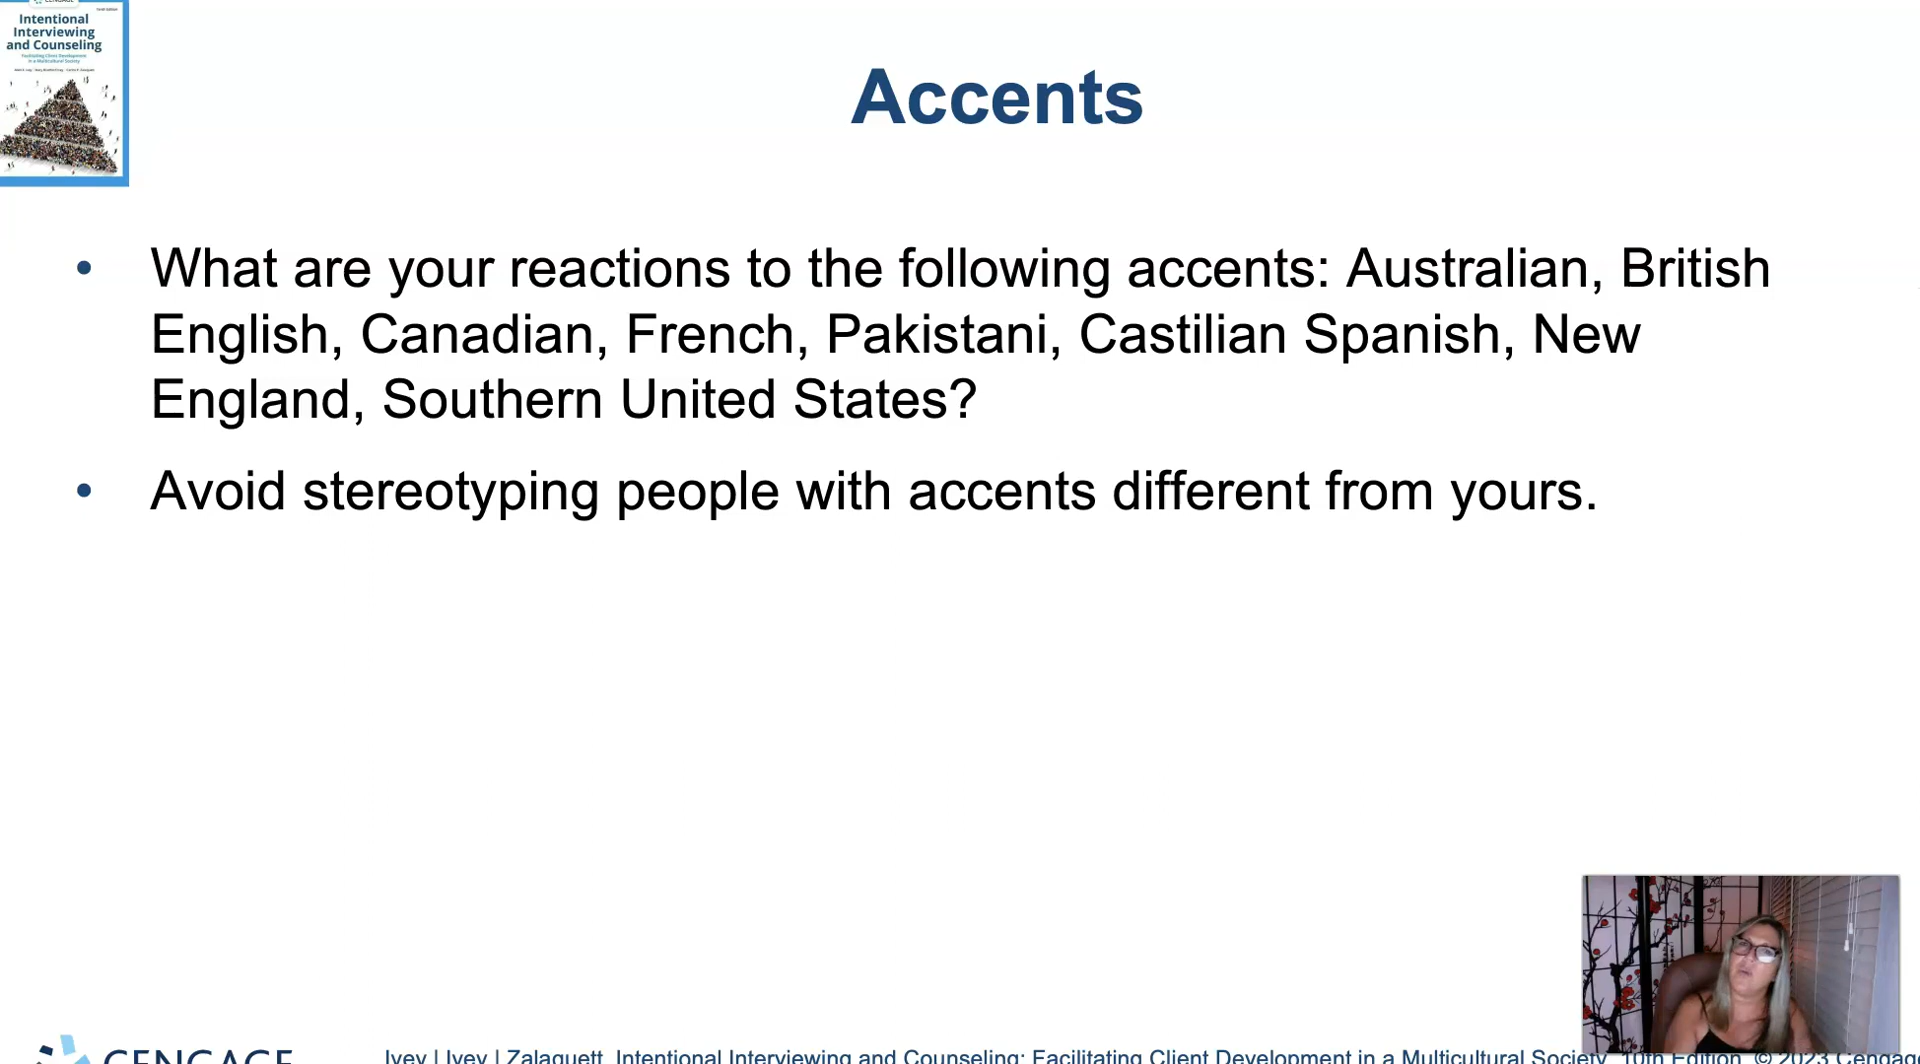 CENGAGE
Intentional
Interviewing
and Counseling
Facilitating Client Development
in a Multicultural Society
Accents
• What are your reactions to the following accents: Australian, British
English, Canadian, French, Pakistani, Castilian Spanish, New
England, Southern United States?
• Avoid stereotyping people with accents different from yours.
CENGAGE
Ivey | Ivey | Zalaquett, Intentional Interviewing and Counseling: Facilitating Client Development in a Multicultural Society, 10th Edition. © 2023 Cengage